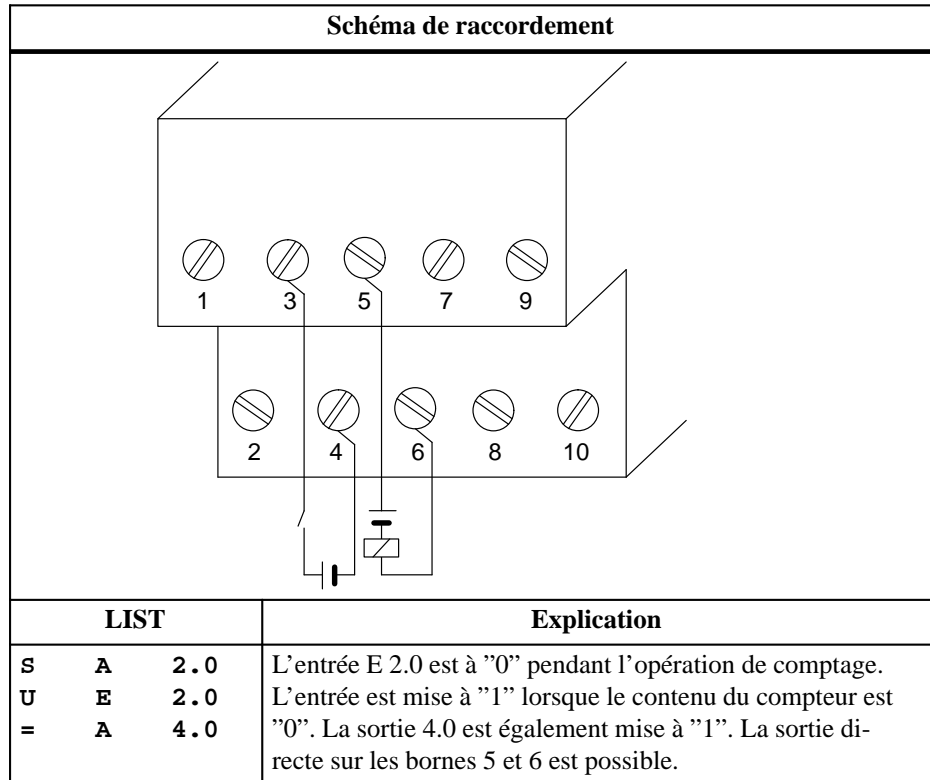 Schéma de raccordement
1 3 5 7 9
2 4 6 8 10
LIST Explication
S A 2.0 L’entrée E 2.0 est à ”0” pendant l’opération de comptage.
U E 2.0 L’entrée est mise à ”1” lorsque le contenu du compteur est
= A 4.0 ”0”. La sortie 4.0 est également mise à ”1”. La sortie di-
recte sur les bornes 5 et 6 est possible.